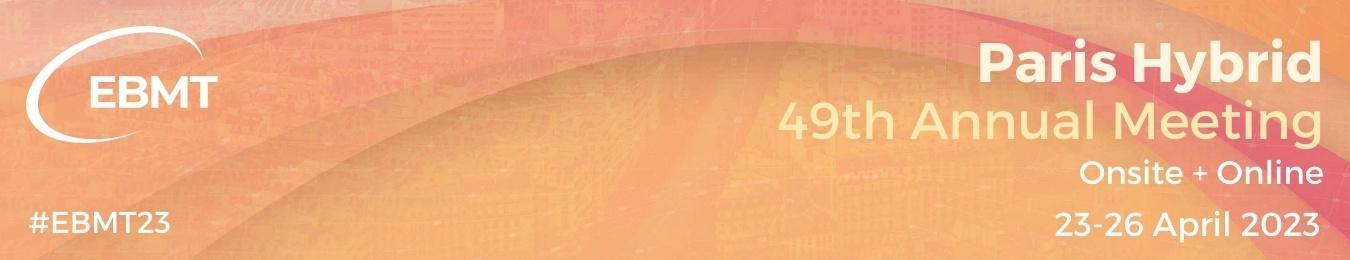 EBMT
#EBMT23
Paris Hybrid
49th Annual Meeting
Onsite + Online
23-26 April 2023